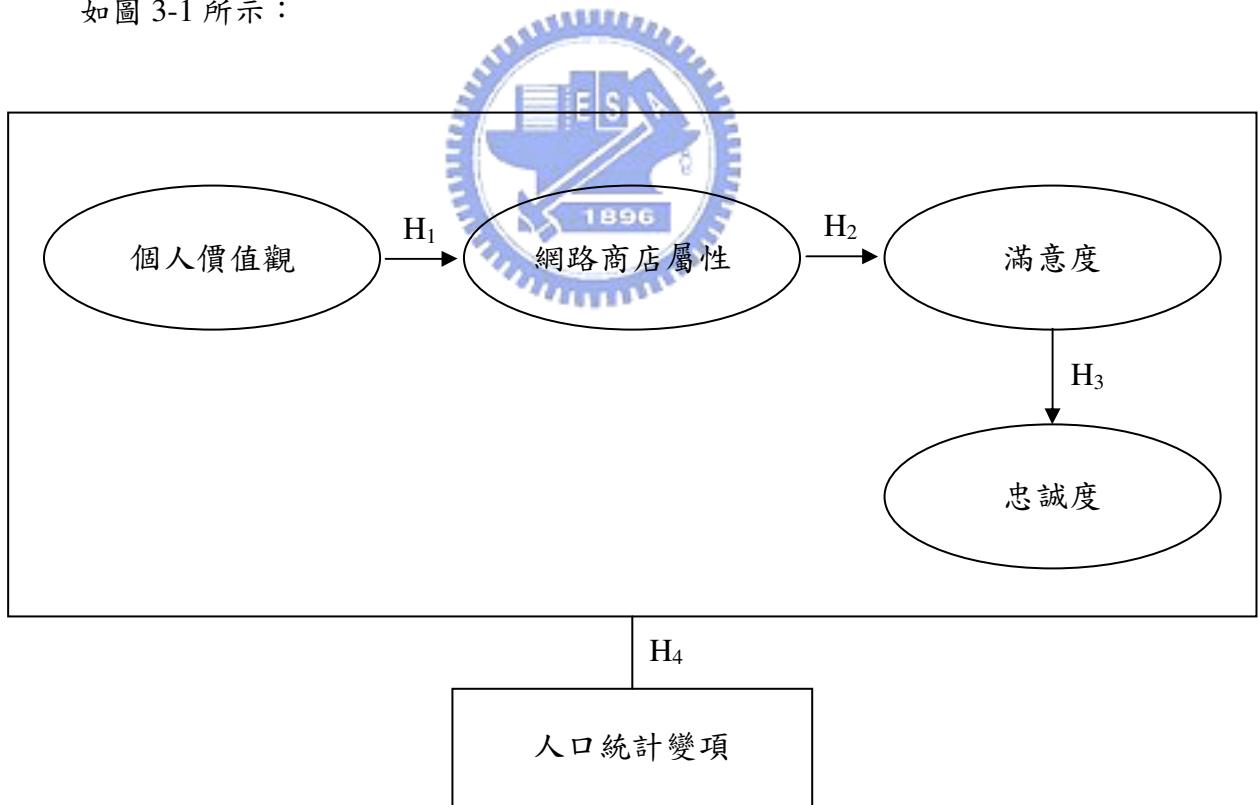 如圖 3-1 所示：
E S A
1896
個人價值觀
H₁
網路商店屬性
H₂
滿意度
H₃
忠誠度
H₄
人口統計變項